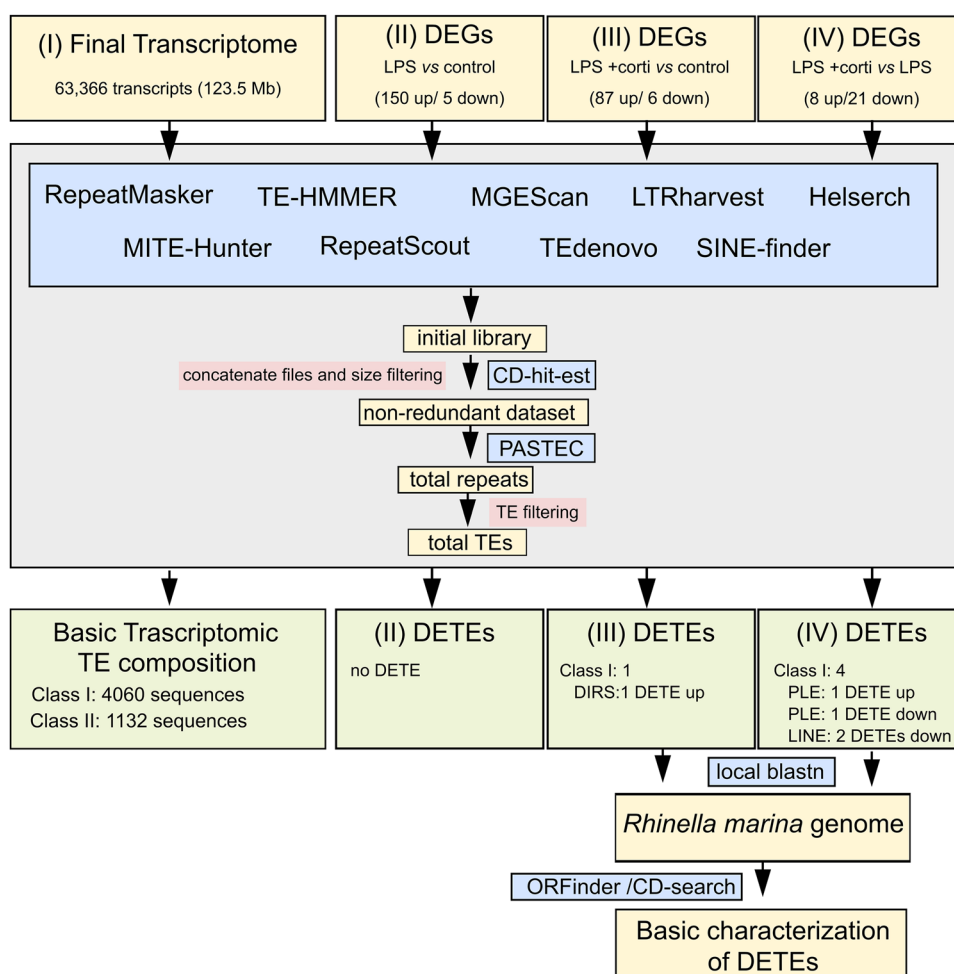 (I) Final Transcriptome
63,366 transcripts (123.5 Mb)
(II) DEGs
LPS vs control
(150 up/ 5 down)
(III) DEGs
LPS +corti vs control
(87 up/ 6 down)
(IV) DEGs
LPS +corti vs LPS
(8 up/21 down)
RepeatMasker TE-HMMER MGEScan LTRharvest Helserch
MITE-Hunter RepeatScout TEdenovo SINE-finder
initial library
concatenate files and size filtering CD-hit-est
non-redundant dataset
PASTEC
total repeats
TE filtering
total TEs
Basic Trascriptomic
TE composition
Class I: 4060 sequences
Class II: 1132 sequences
(II) DETEs
no DETE
(III) DETEs
Class I: 1
DIRS:1 DETE up
(IV) DETEs
Class I: 4
PLE: 1 DETE up
PLE: 1 DETE down
LINE: 2 DETEs down
local blastn
Rhinella marina genome
ORFinder /CD-search
Basic characterization
of DETEs